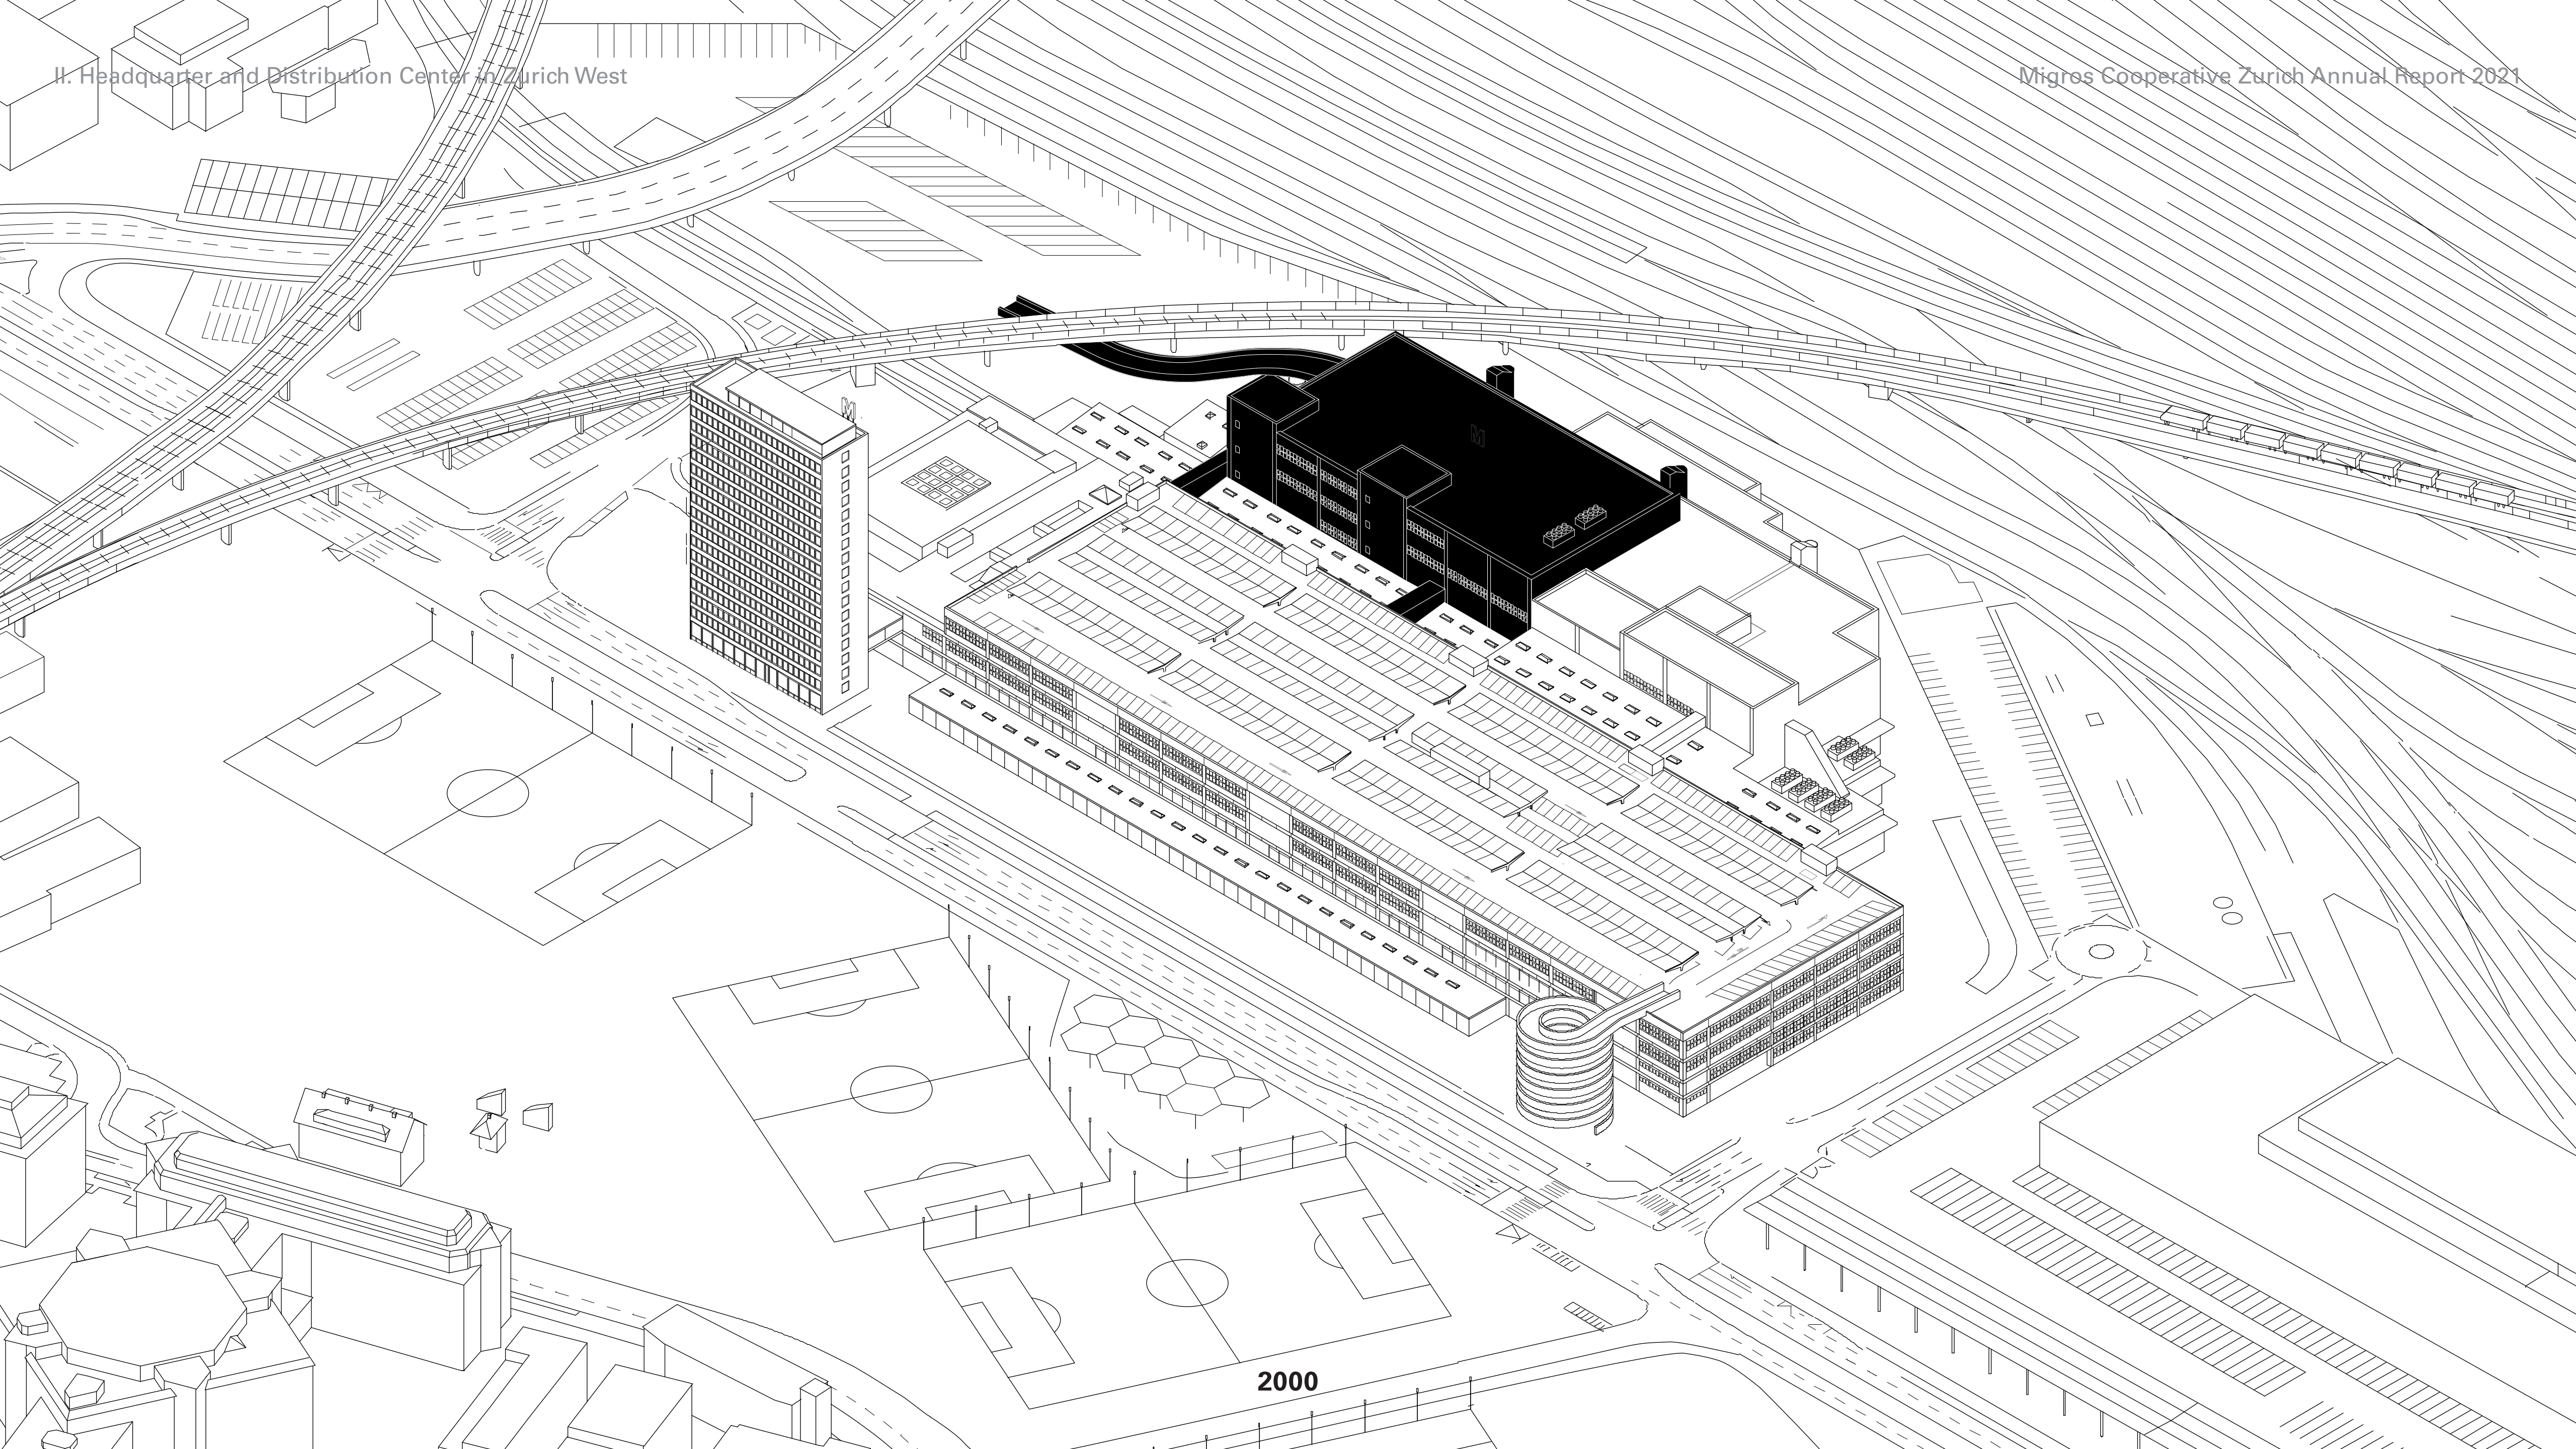 II. Headquarter and Distribution Center in Zurich West
Migros Cooperative Zurich Annual Report 2021
M
M
2000